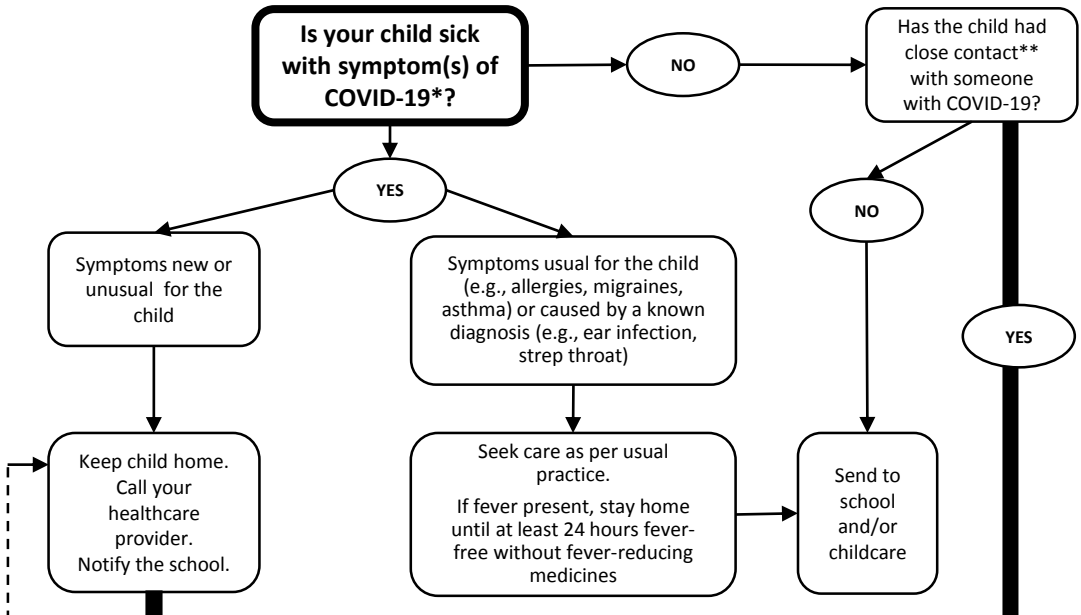 Is your child sick
with symptom(s) of
COVID-19*?
NO
Has the child had
close contact**
with someone
with COVID-19?
YES
NO
Symptoms new or
unusual for the
child
Symptoms usual for the child
(e.g., allergies, migraines,
asthma) or caused by a known
diagnosis (e.g., ear infection,
strep throat)
YES
Keep child home.
Call your
healthcare
provider.
Notify the school.
Seek care as per usual
practice.
If fever present, stay home
until at least 24 hours fever-
free without fever-reducing
medicines
Send to
school
and/or
childcare